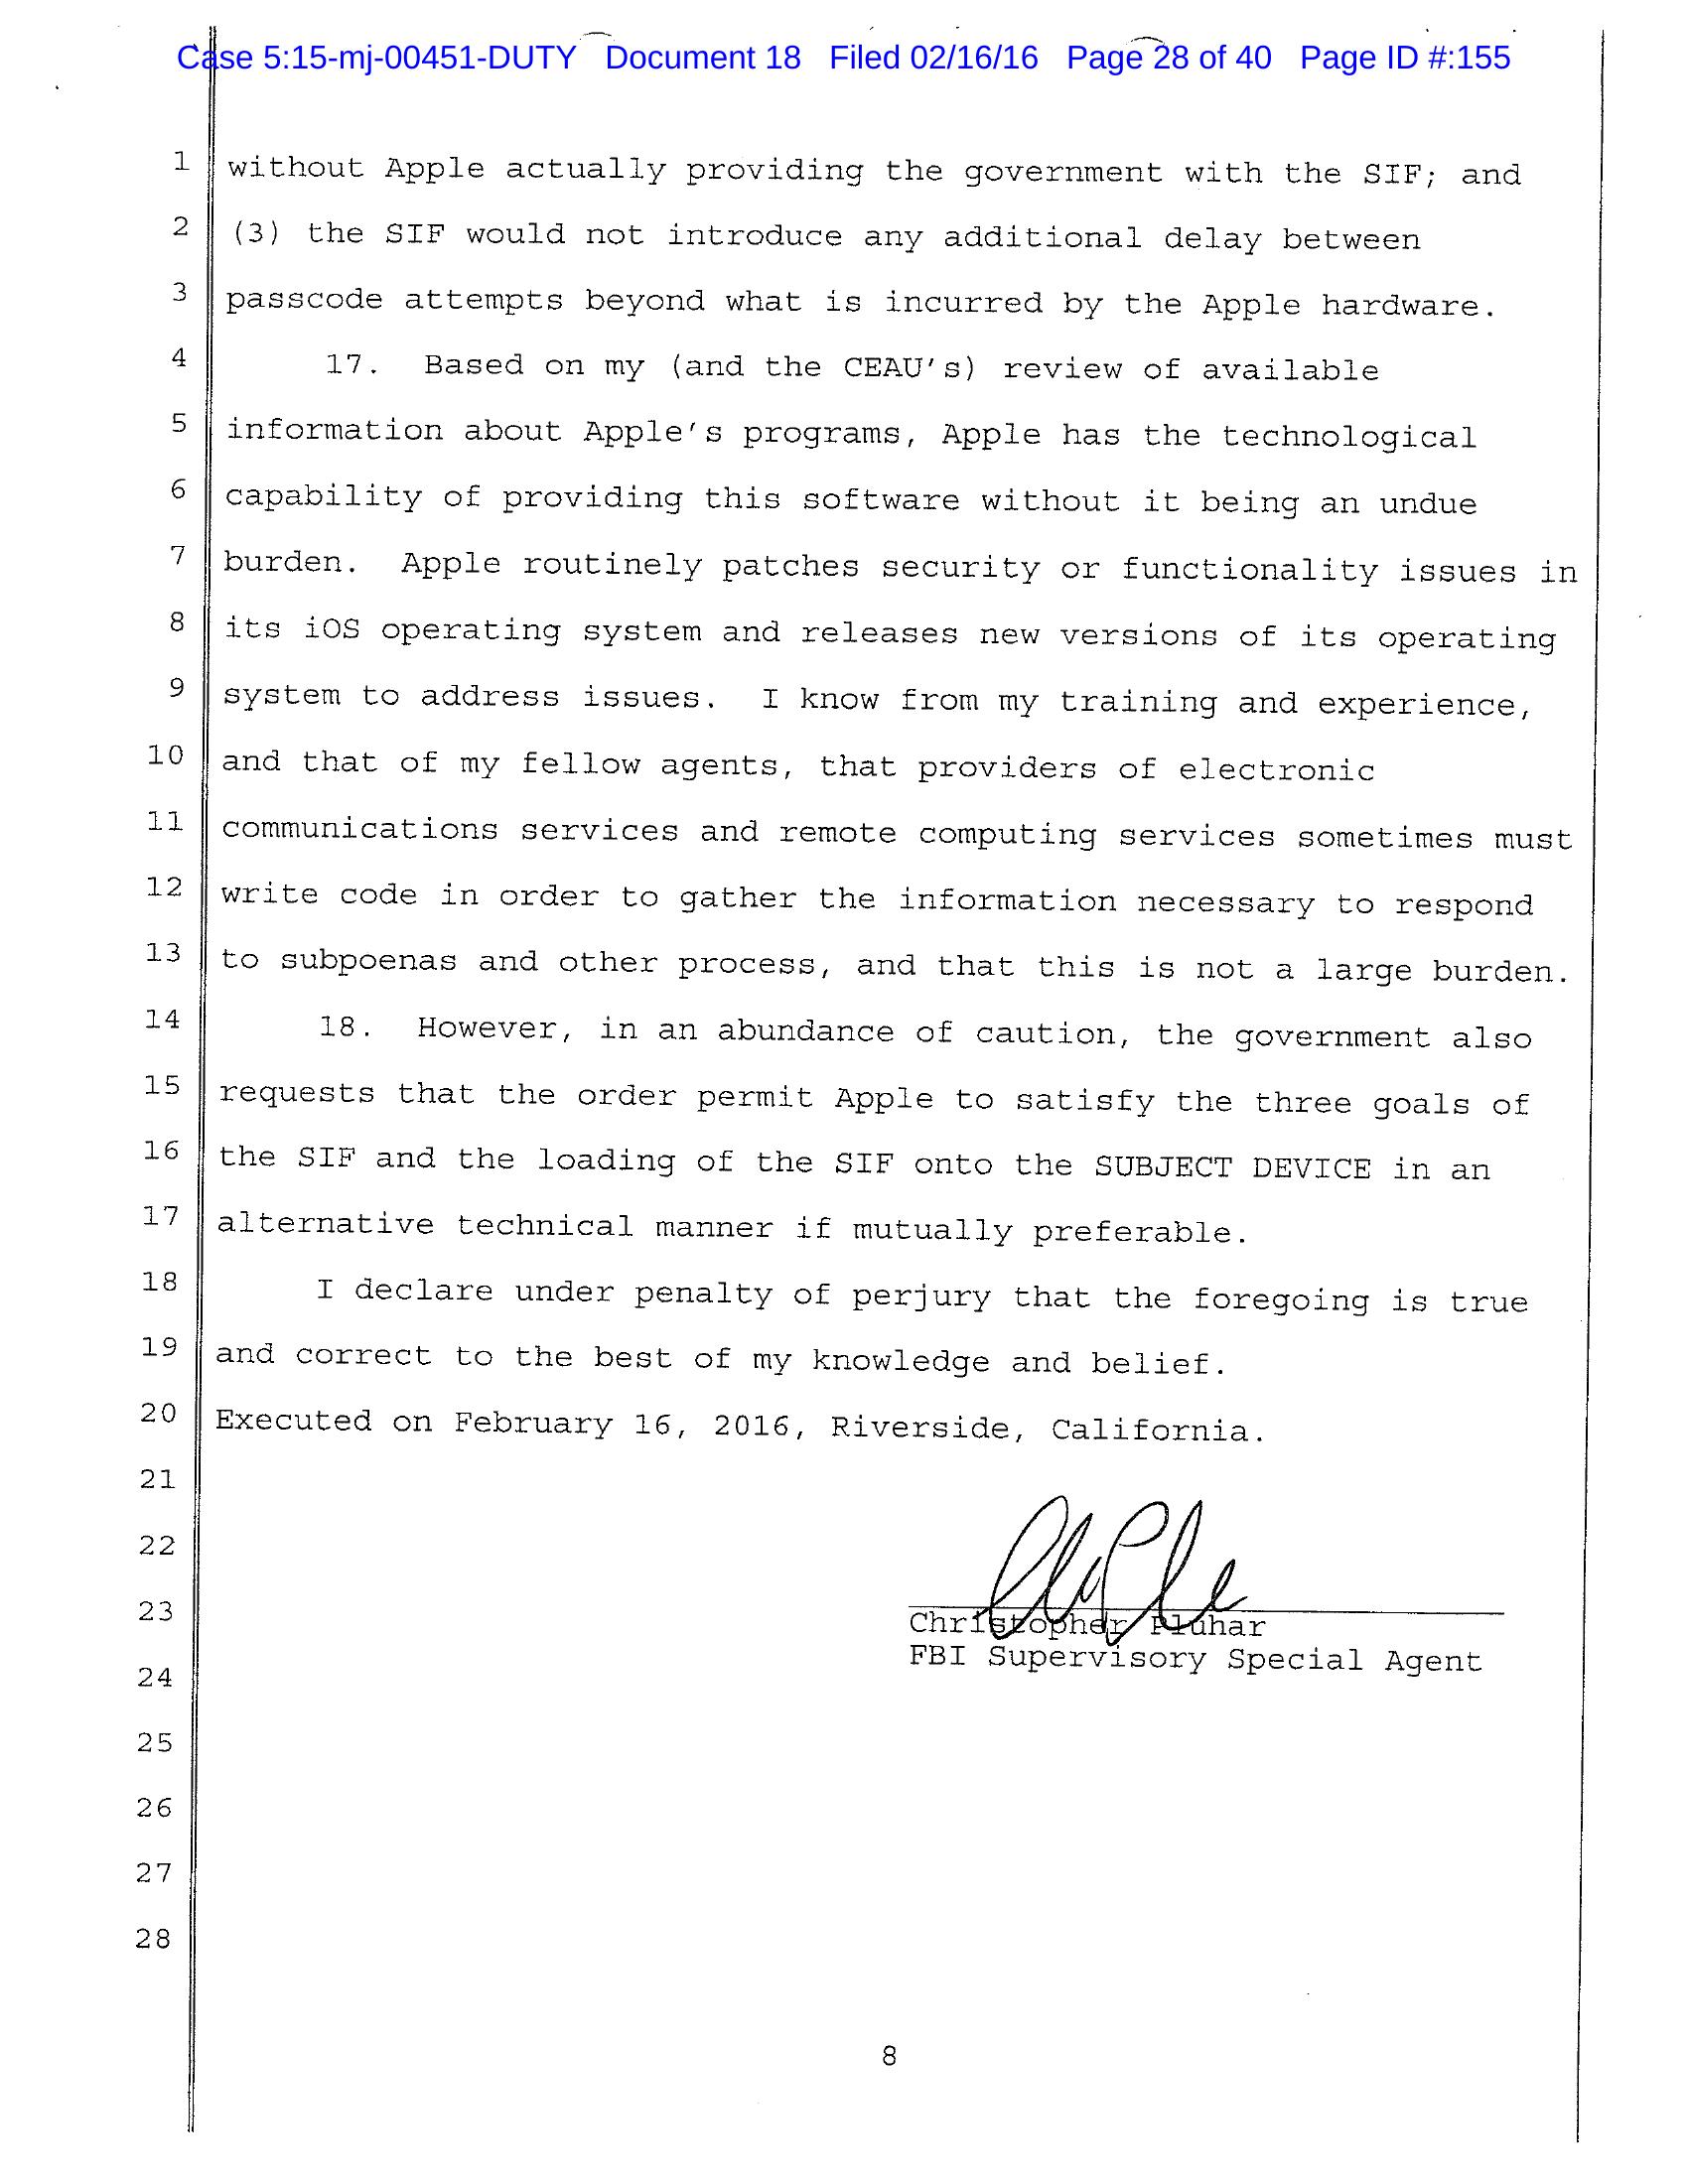 Case 5:15-mj-00451-DUTY Document 18 Filed 02/16/16 Page 28 of 40 Page ID #:155
1 without Apple actually providing the government with the SIF; and
2 (3) the SIF would not introduce any additional delay between
3 passcode attempts beyond what is incurred by the Apple hardware.
4 17. Based on my (and the CEAU's) review of available
5 information about Apple's programs, Apple has the technological
6 capability of providing this software without it being an undue
7 burden. Apple routinely patches security or functionality issues in
8 its iOS operating system and releases new versions of its operating
9 system to address issues. I know from my training and experience,
10 and that of my fellow agents, that providers of electronic
11 communications services and remote computing services sometimes must
12 write code in order to gather the information necessary to respond
13 to subpoenas and other process, and that this is not a large burden.
14 18. However, in an abundance of caution, the government also
15 requests that the order permit Apple to satisfy the three goals of
16 the SIF and the loading of the SIF onto the SUBJECT DEVICE in an
17 alternative technical manner if mutually preferable.
18 I declare under penalty of perjury that the foregoing is true
19 and correct to the best of my knowledge and belief.
20 Executed on February 16, 2016, Riverside, California.
21
22
23 Christopher Pluhar
FBI Supervisory Special Agent
24
25
26
27
28
8